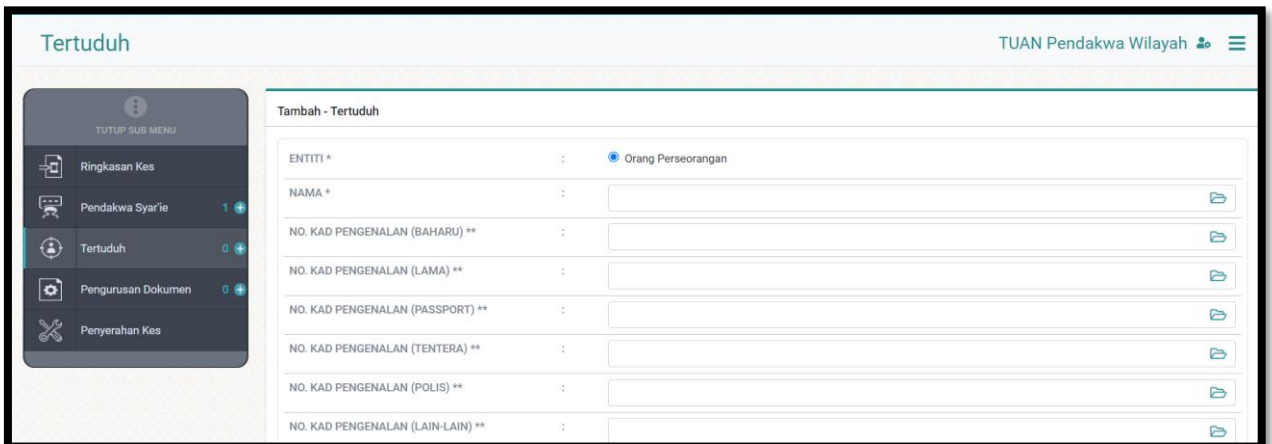 Tertuduh
TUAN Pendakwa Wilayah
TUTUP SUB MENU
Ringkasan Kes
Pendakwa Syar'ie 1
Tertuduh 0
Pengurusan Dokumen 0
Penyerahan Kes
Tambah - Tertuduh
ENTITI * : Orang Perseorangan
NAMA * :
NO. KAD PENGENALAN (BAHARU) ** :
NO. KAD PENGENALAN (LAMA) ** :
NO. KAD PENGENALAN (PASSPORT) ** :
NO. KAD PENGENALAN (TENTERA) ** :
NO. KAD PENGENALAN (POLIS) ** :
NO. KAD PENGENALAN (LAIN-LAIN) ** :